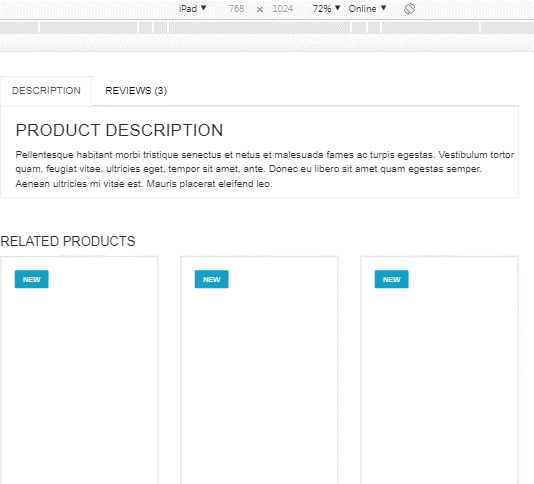 iPad ▼ 768 × 1024 72% ▼ Online ▼
DESCRIPTION REVIEWS (3)
PRODUCT DESCRIPTION
Pellentesque habitant morbi tristique senectus et netus et malesuada fames ac turpis egestas. Vestibulum tortor
quam, feugiat vitae, ultricies eget, tempor sit amet, ante. Donec eu libero sit amet quam egestas semper.
Aenean ultricies mi vitae est. Mauris placerat eleifend leo.
RELATED PRODUCTS
NEW NEW NEW